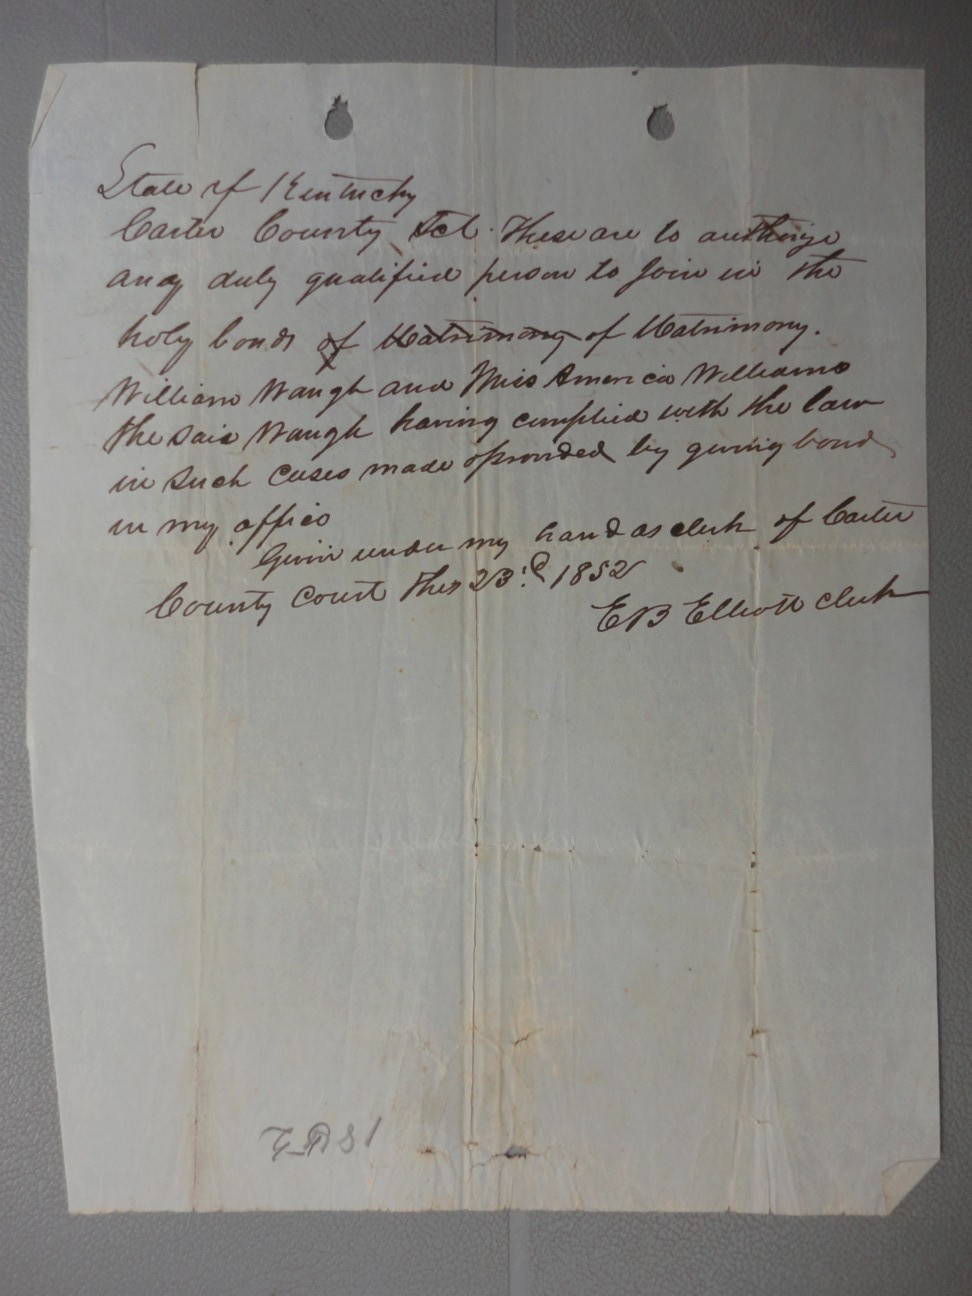 State of Kentucky
Carter County Sct. These are to authorize
any duly qualified person to Join in the
holy bonds of Matrimony of Matrimony.
William Waugh and Miss America Williams
the said Waugh having complied with the law
in such cases made & provided by giving bond
in my office
Given under my hand as clerk of Carter
County court this 23d 1852
EB Elliott clerk